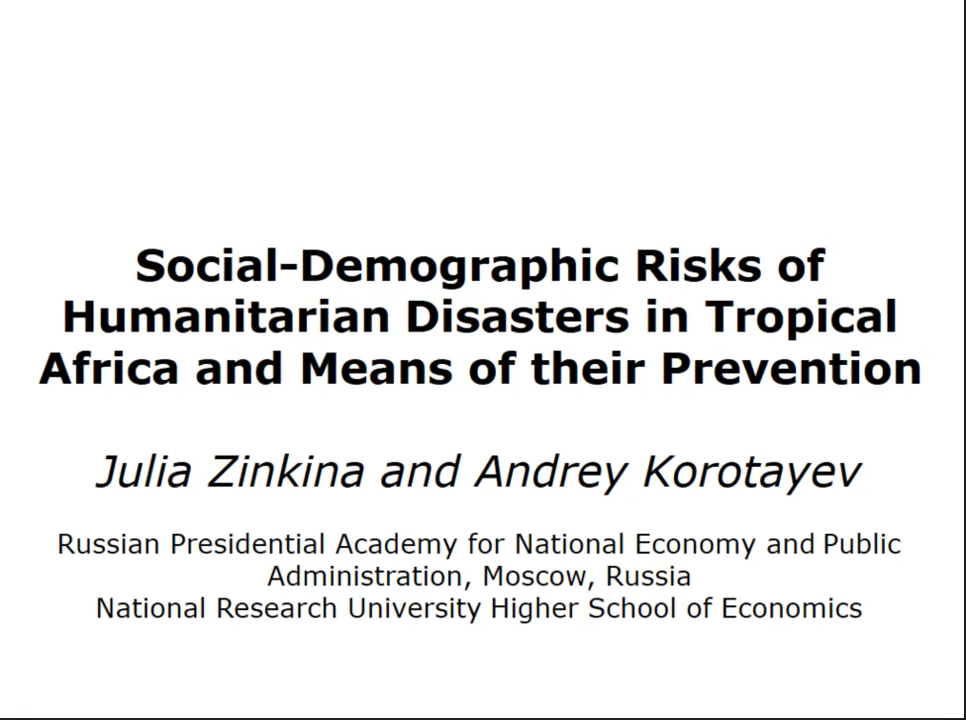 Social-Demographic Risks of
Humanitarian Disasters in Tropical
Africa and Means of their Prevention
Julia Zinkina and Andrey Korotayev
Russian Presidential Academy for National Economy and Public
Administration, Moscow, Russia
National Research University Higher School of Economics